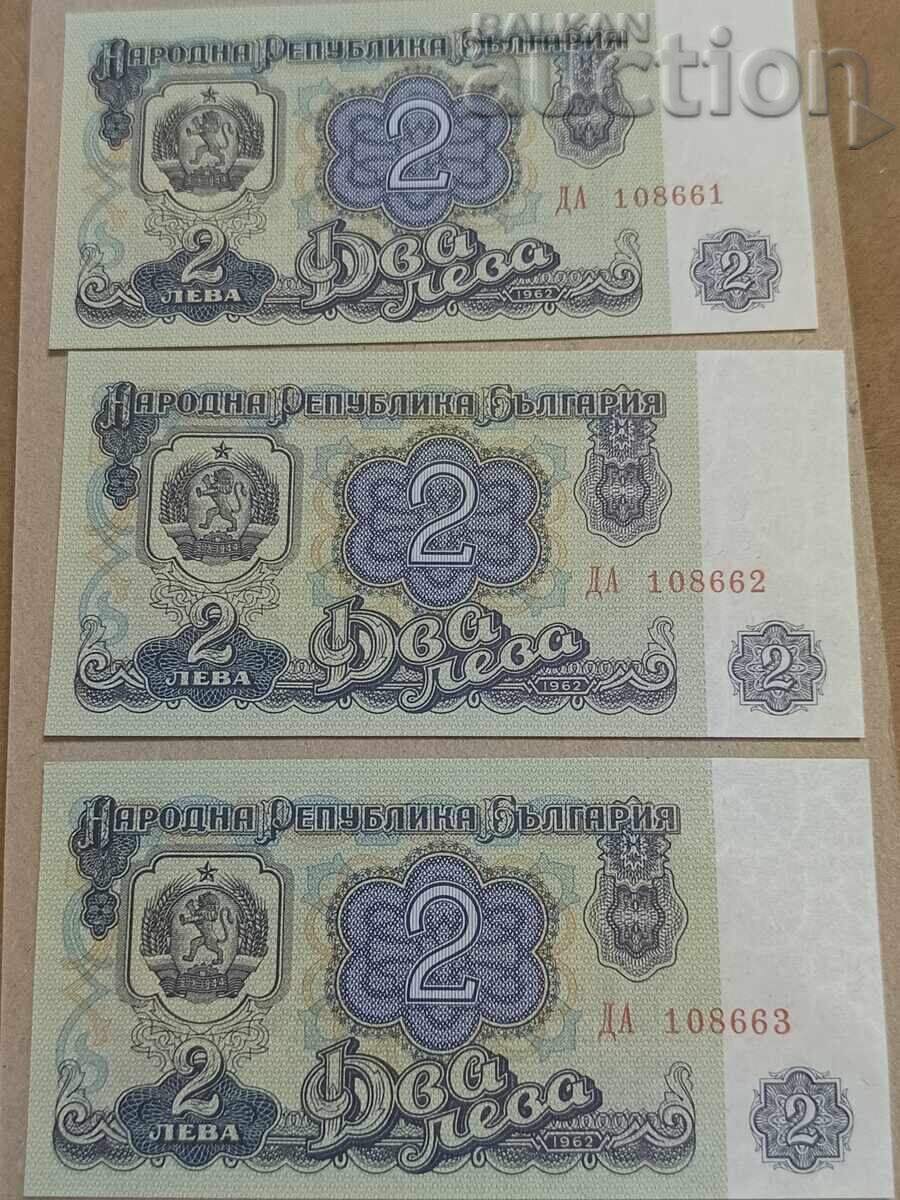 BALKAN
auction
НАРОДНА РЕПУБЛИКА БЪЛГАРИЯ
2
ДА 108661
2
2
ЛЕВА
Два
лева
1962
НАРОДНА РЕПУБЛИКА БЪЛГАРИЯ
2
ДА 108662
2
2
ЛЕВА
Два
лева
1962
НАРОДНА РЕПУБЛИКА БЪЛГАРИЯ
2
ДА 108663
2
2
ЛЕВА
Два
лева
1962